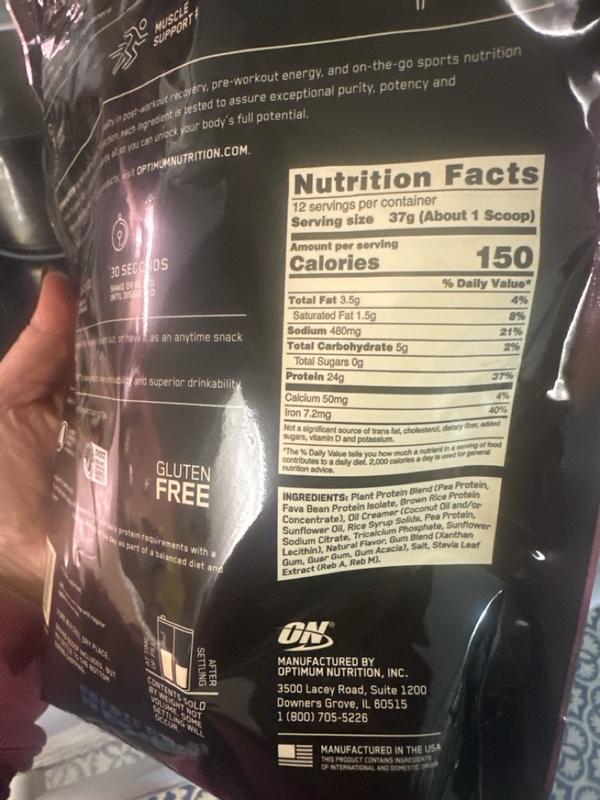 MUSCLE
SUPPORT‡
in post-workout recovery, pre-workout energy, and on-the-go sports nutrition
each ingredient is tested to assure exceptional purity, potency and
so you can unlock your body's full potential.
visit OPTIMUMNUTRITION.COM.
30 SECONDS
SHAKE OR
UNTIL
or have it as an anytime snack
and superior drinkability
GLUTEN
FREE
protein requirements with a
as part of a balanced diet and
Nutrition Facts
12 servings per container
Serving size 37g (About 1 Scoop)
Amount per serving
Calories 150
% Daily Value*
Total Fat 3.5g 4%
Saturated Fat 1.5g 8%
Sodium 480mg 21%
Total Carbohydrate 5g 2%
Total Sugars 0g
Protein 24g 37%
Calcium 50mg 4%
Iron 7.2mg 40%
Not a significant source of trans fat, cholesterol, dietary fiber, added
sugars, vitamin D and potassium.
*The % Daily Value tells you how much a nutrient in a serving of food
contributes to a daily diet. 2,000 calories a day is used for general
nutrition advice.
INGREDIENTS: Plant Protein Blend (Pea Protein,
Fava Bean Protein Isolate, Brown Rice Protein
Concentrate), Oil Creamer (Coconut Oil and/or
Sunflower Oil, Rice Syrup Solids, Pea Protein,
Sodium Citrate, Tricalcium Phosphate, Sunflower
Lecithin), Natural Flavor, Gum Blend (Xanthan
Gum, Guar Gum, Gum Acacia), Salt, Stevia Leaf
Extract (Reb A, Reb M).
AFTER
SETTLING
CONTENTS SOLD
BY WEIGHT NOT
VOLUME. SOME
SETTLING WILL
OCCUR.
ON
MANUFACTURED BY
OPTIMUM NUTRITION, INC.
3500 Lacey Road, Suite 1200
Downers Grove, IL 60515
1 (800) 705-5226
MANUFACTURED IN THE USA
THIS PRODUCT CONTAINS INGREDIENTS
OF INTERNATIONAL AND DOMESTIC ORIGIN